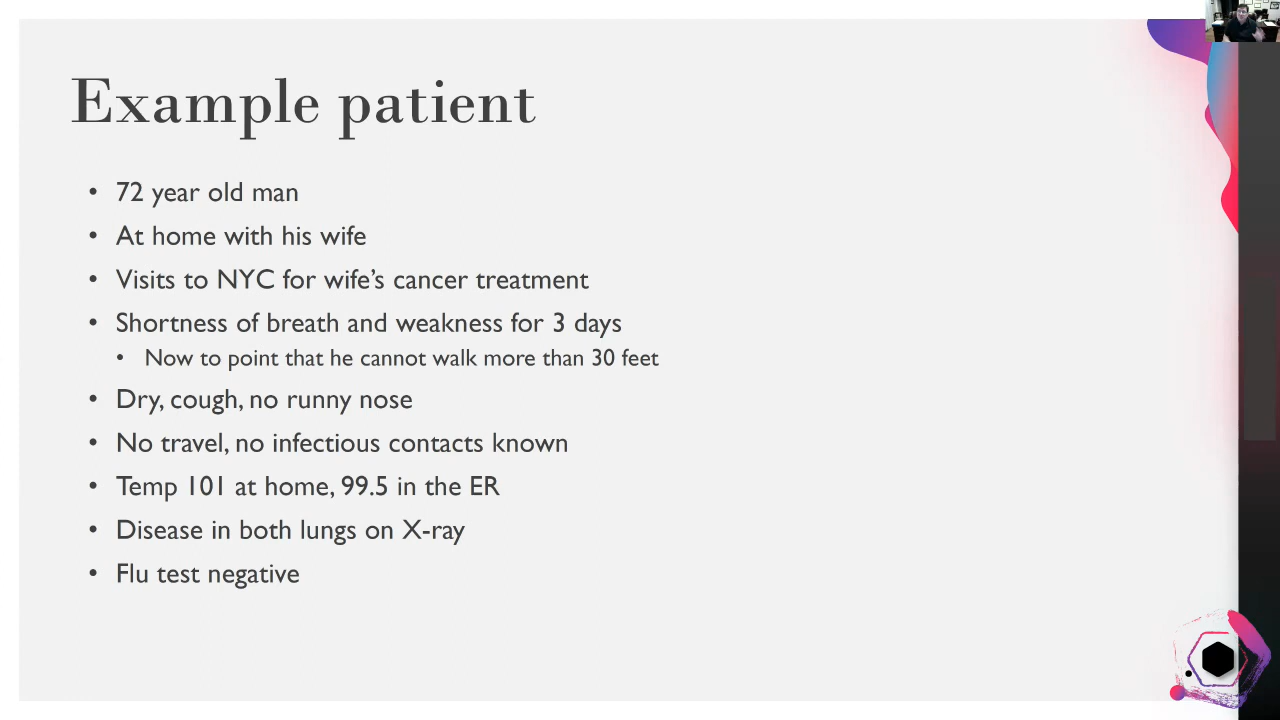 Example patient
• 72 year old man
• At home with his wife
• Visits to NYC for wife's cancer treatment
• Shortness of breath and weakness for 3 days
• Now to point that he cannot walk more than 30 feet
• Dry, cough, no runny nose
• No travel, no infectious contacts known
• Temp 101 at home, 99.5 in the ER
• Disease in both lungs on X-ray
• Flu test negative